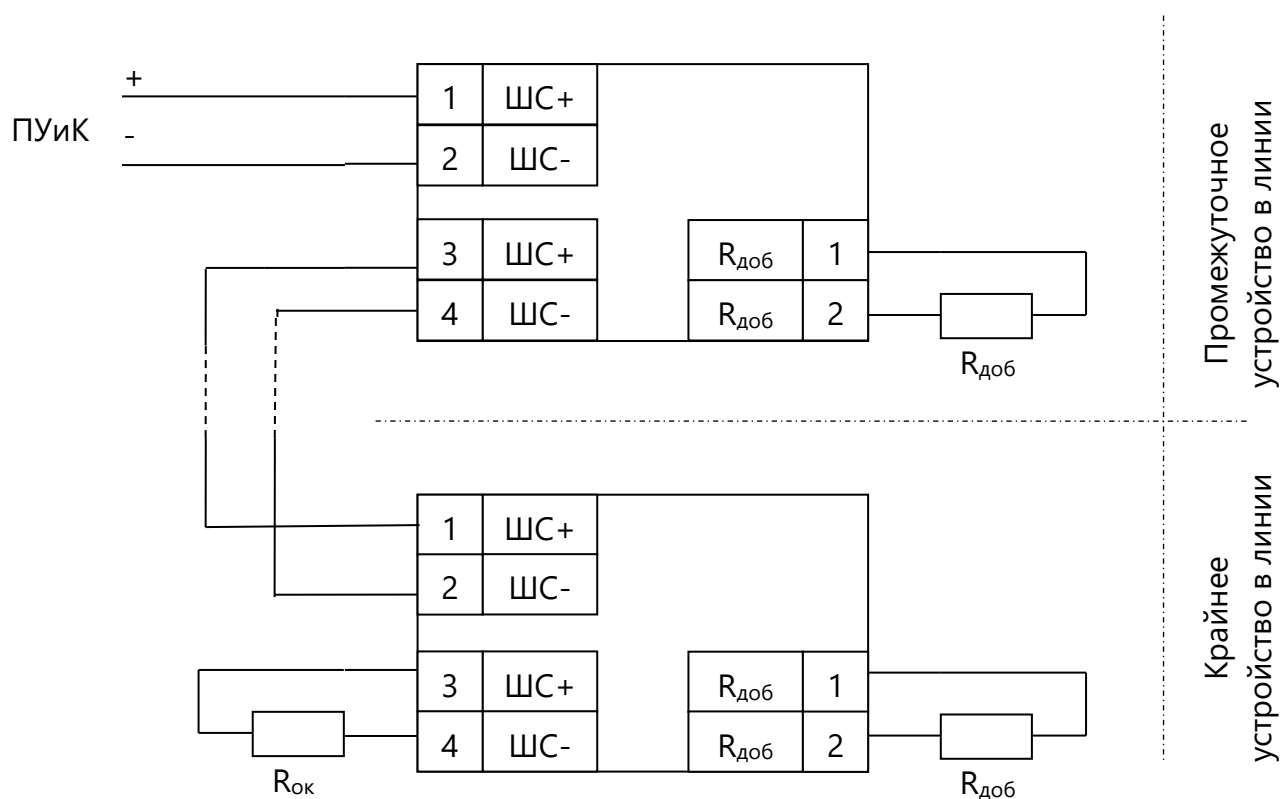 +
ПУиК
-
1 ШС+
2 ШС-
3 ШС+
4 ШС-
Rдоб 1
Rдоб 2
Rдоб
Промежуточное
устройство в линии
1 ШС+
2 ШС-
3 ШС+
4 ШС-
Rок
Rдоб 1
Rдоб 2
Rдоб
Крайнее
устройство в линии